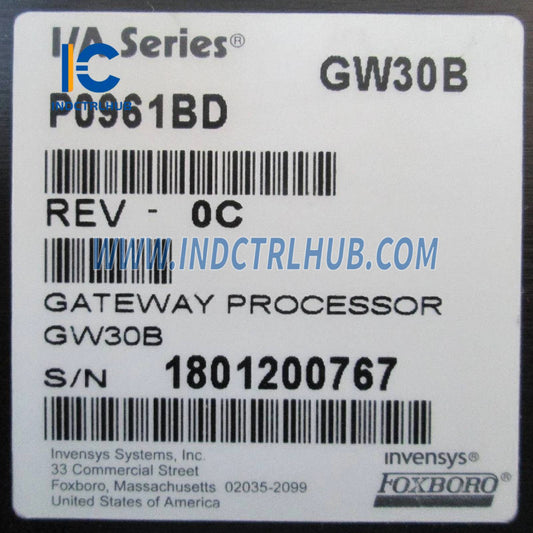 I/A Series®
GW30B
IC
INDCTRLHUB
P0961BD
REV - 0C
WWW.INDCTRLHUB.COM/
GATEWAY PROCESSOR
GW30B
S/N 1801200767
Invensys Systems, Inc.
33 Commercial Street
Foxboro, Massachusetts 02035-2099
United States of America
invensys®
FOXBORO®